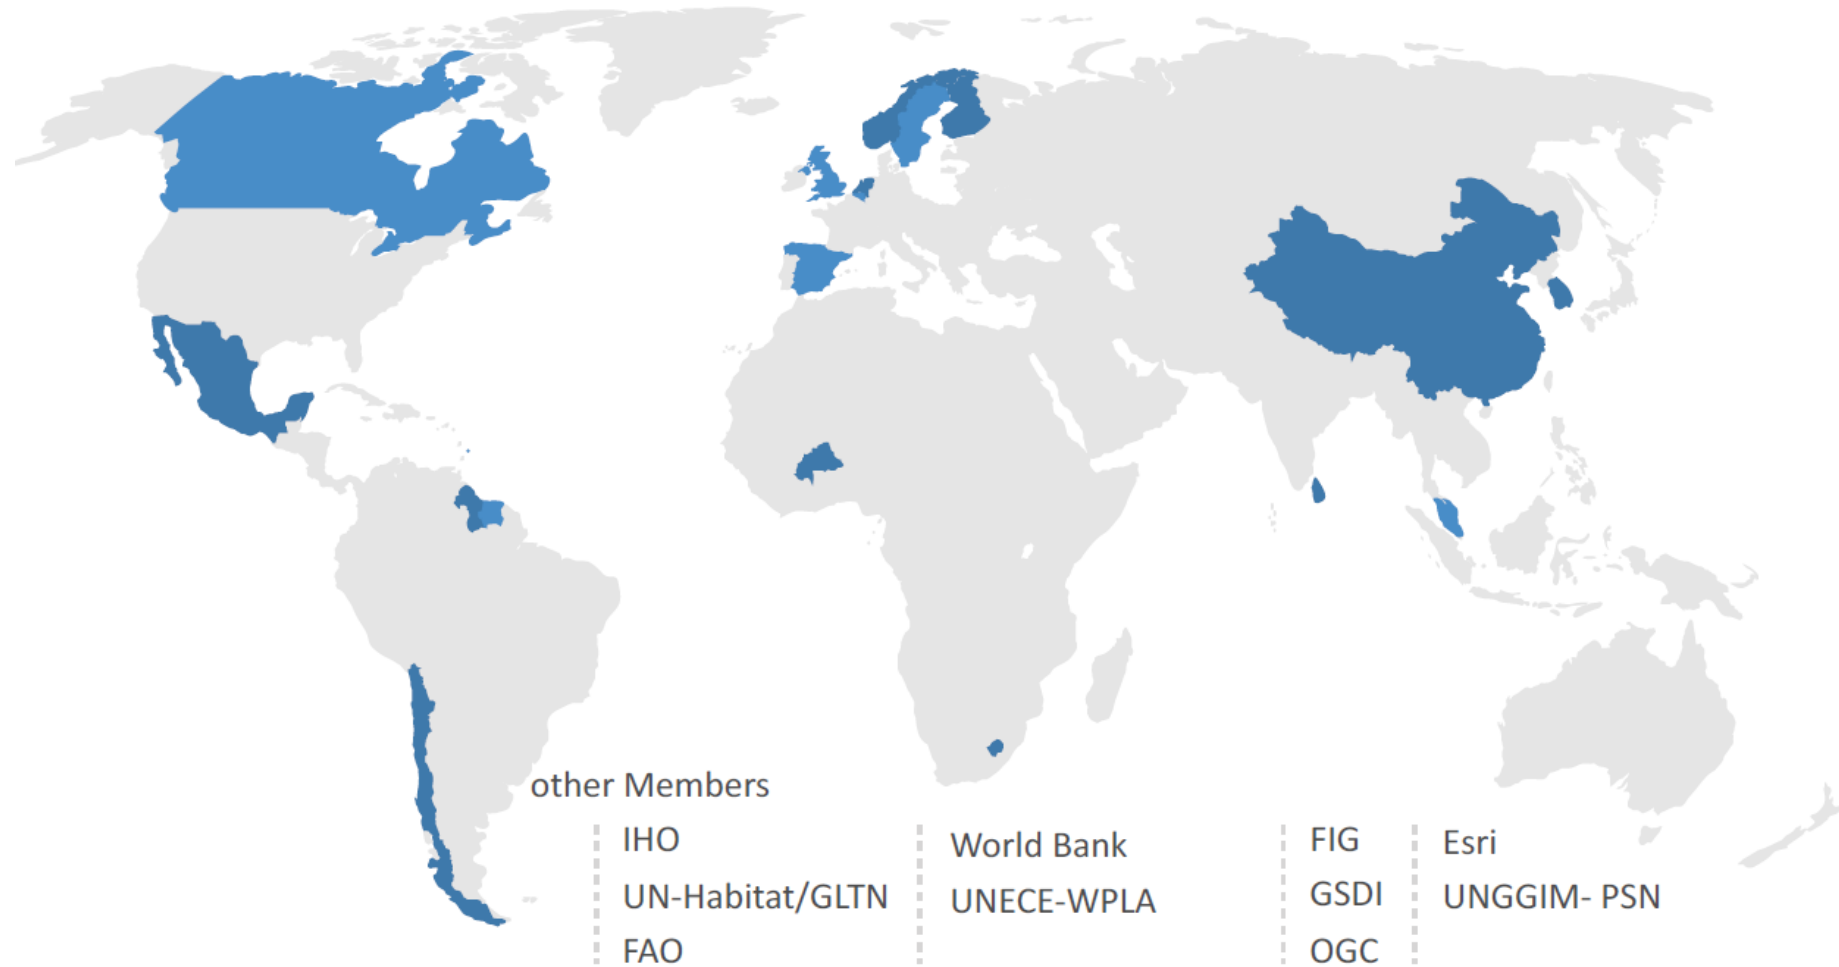 other Members
IHO
UN-Habitat/GLTN
FAO
World Bank
UNECE-WPLA
FIG
GSDI
OGC
Esri
UNGGIM- PSN